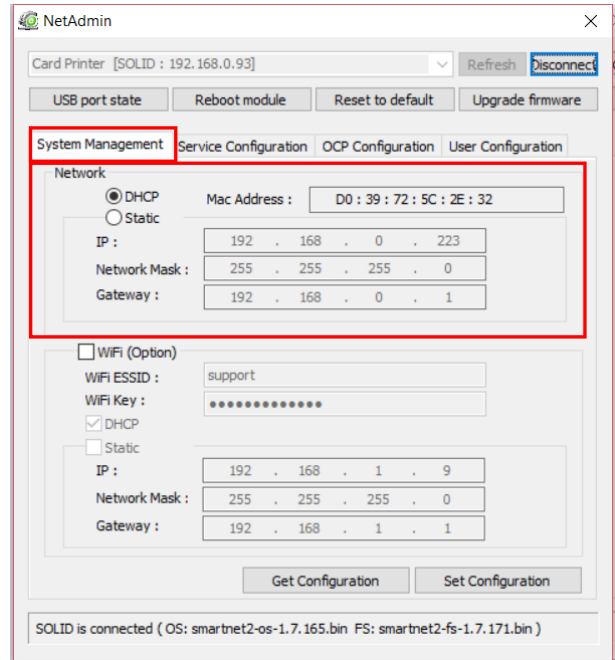 NetAdmin
Card Printer [SOLID : 192.168.0.93] Refresh Disconnect
USB port state Reboot module Reset to default Upgrade firmware
System Management Service Configuration OCP Configuration User Configuration
Network
DHCP Mac Address : D0 : 39 : 72 : 5C : 2E : 32
Static
IP : 192 . 168 . 0 . 223
Network Mask : 255 . 255 . 255 . 0
Gateway : 192 . 168 . 0 . 1
WiFi (Option)
WiFi ESSID : support
WiFi Key : •••••••••••••
DHCP
Static
IP : 192 . 168 . 1 . 9
Network Mask : 255 . 255 . 255 . 0
Gateway : 192 . 168 . 1 . 1
Get Configuration Set Configuration
SOLID is connected ( OS: smartnet2-os-1.7.165.bin FS: smartnet2-fs-1.7.171.bin )